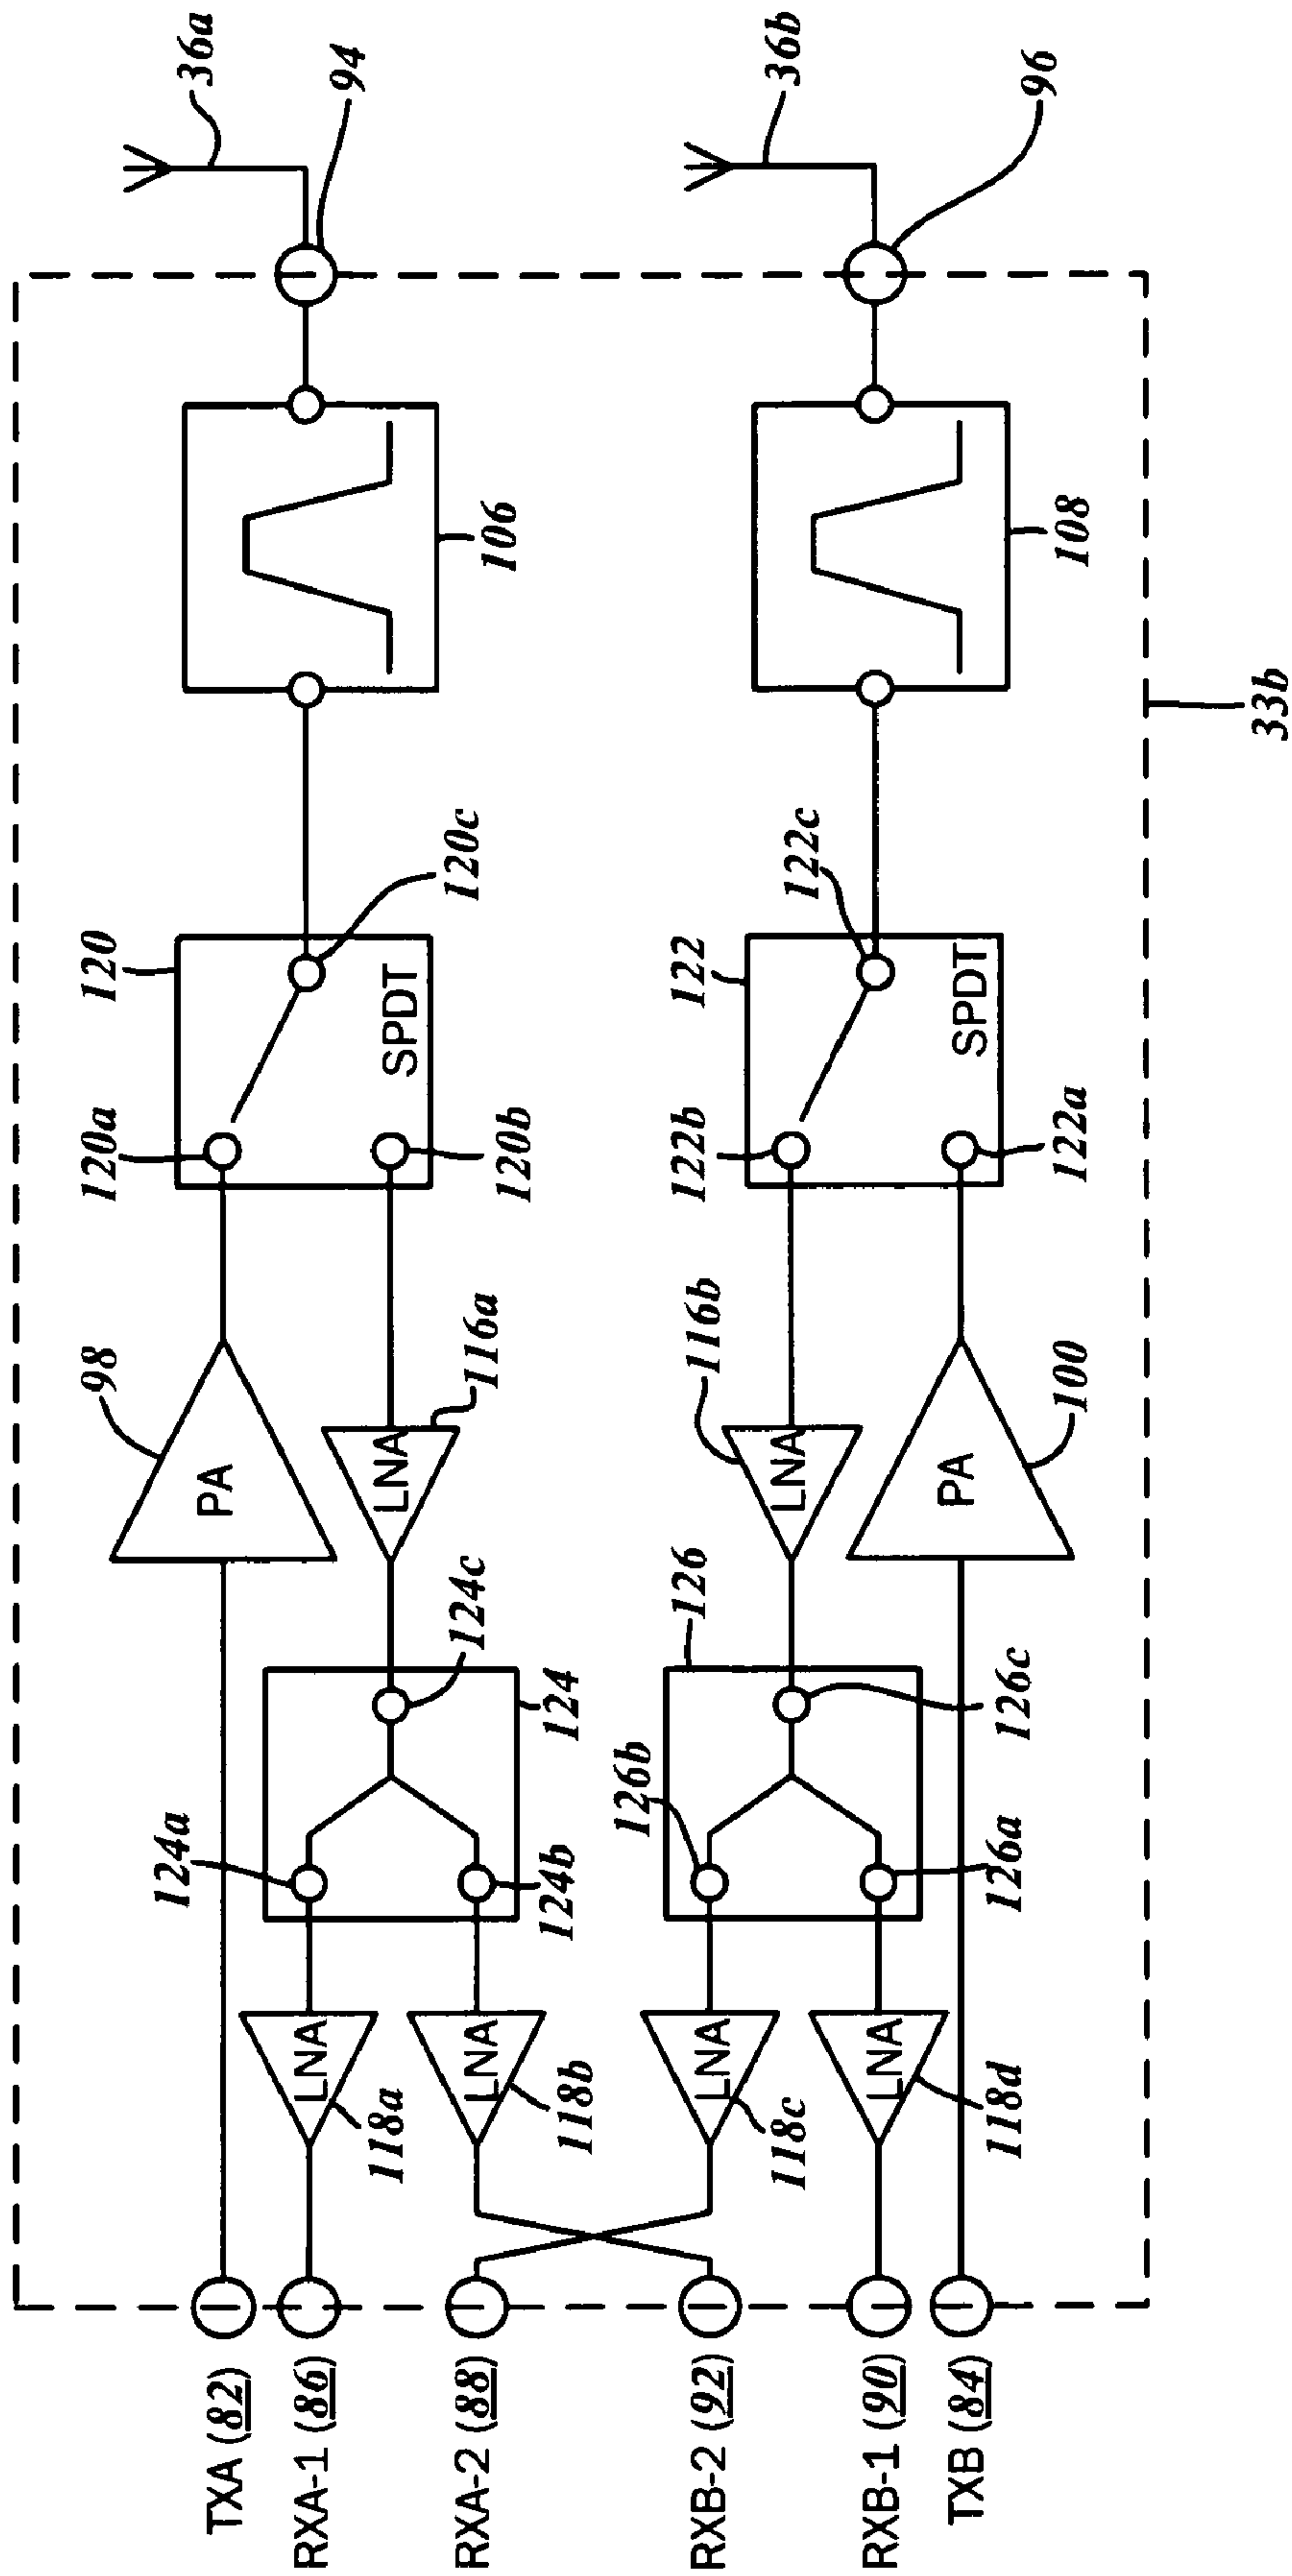 36a
94
36b
96
106
108
33b
120
120c
SPDT
120a
120b
122
122c
SPDT
122b
122a
98
PA
116a
LNA
116b
LNA
PA
100
124c
124
124a
124b
126
126c
126b
126a
LNA
118a
LNA
118b
LNA
118c
LNA
118d
TXA (82)
RXA-1 (86)
RXA-2 (88)
RXB-2 (92)
RXB-1 (90)
TXB (84)